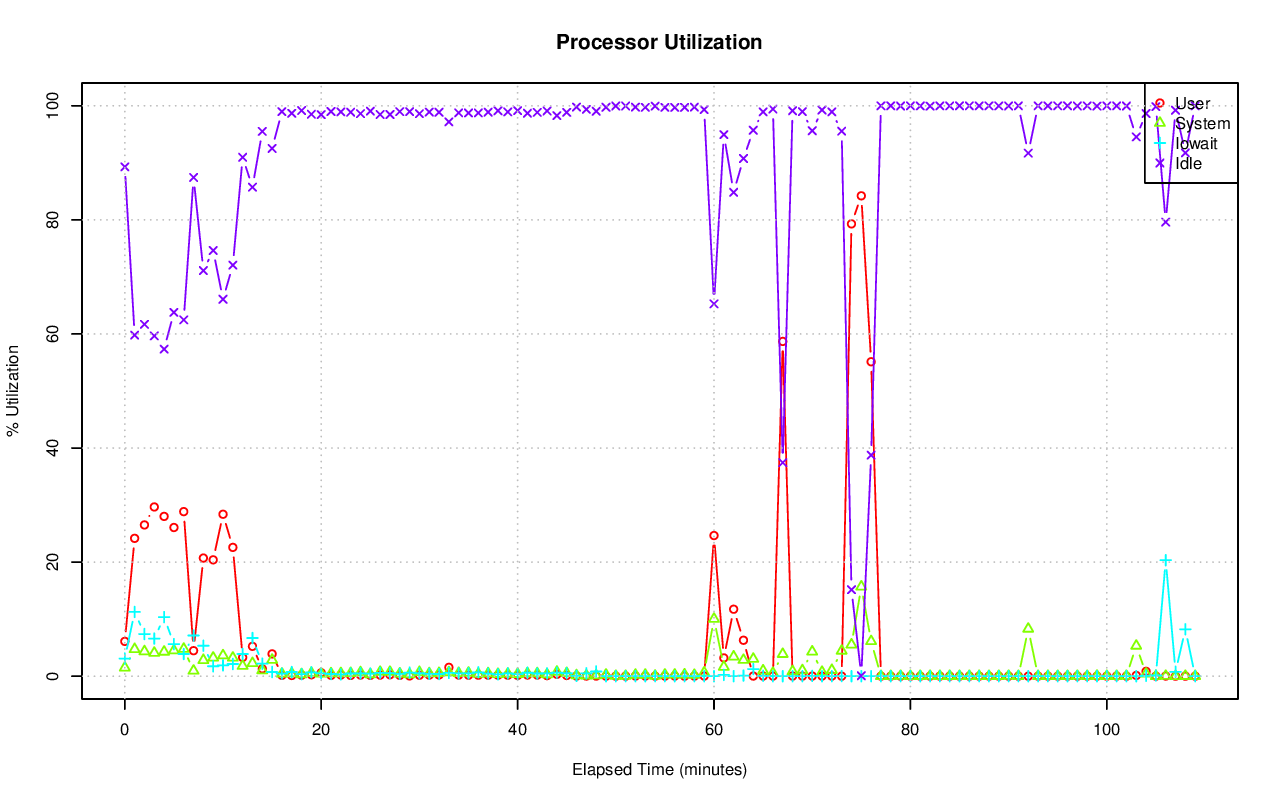 Processor Utilization
% Utilization
100
80
60
40
20
0
User
System
Iowait
Idle
0 20 40 60 80 100
Elapsed Time (minutes)